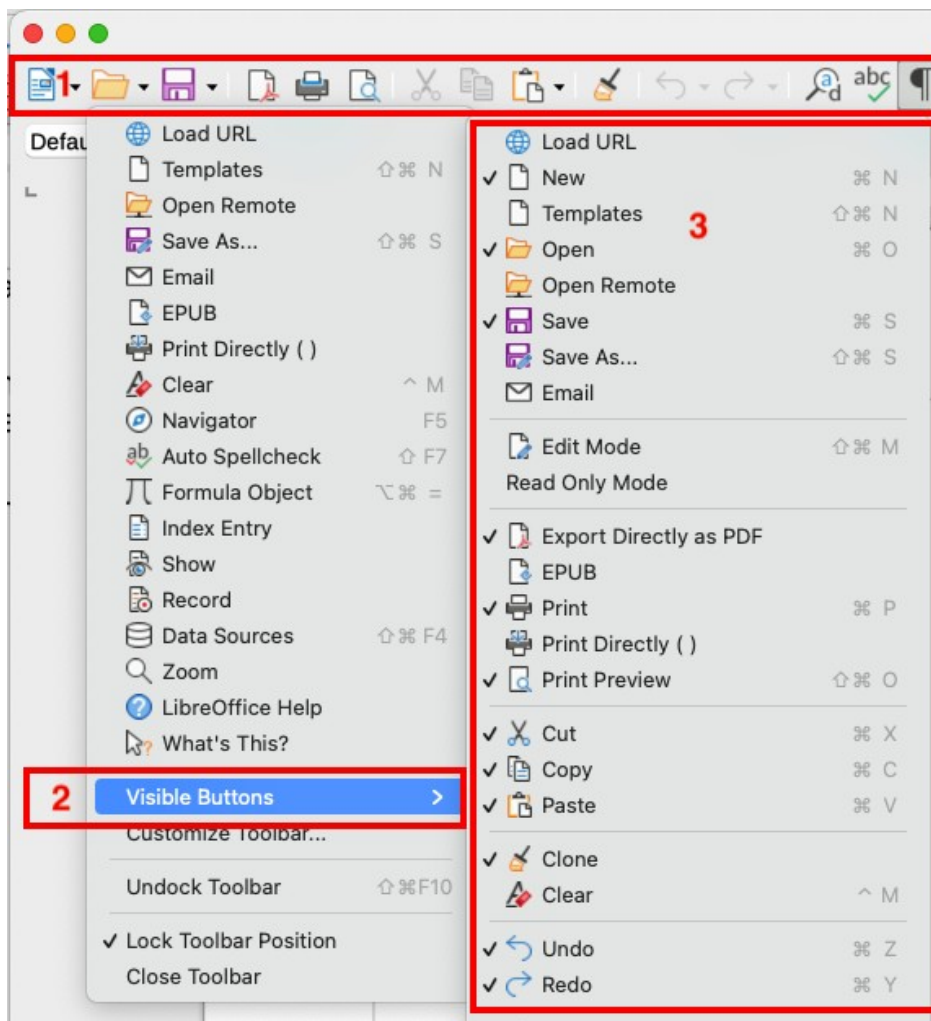 1
abc
Defau
Load URL
Templates ⇧⌘ N
Open Remote
Save As... ⇧⌘ S
Email
EPUB
Print Directly ( )
Clear ^ M
Navigator F5
Auto Spellcheck ⇧ F7
Formula Object ⌥⌘ =
Index Entry
Show
Record
Data Sources ⇧⌘ F4
Zoom
LibreOffice Help
What's This?
2 Visible Buttons >
Customize Toolbar...
Undock Toolbar ⇧⌘F10
✓ Lock Toolbar Position
Close Toolbar
3
Load URL
✓ New ⌘ N
Templates ⇧⌘ N
✓ Open ⌘ O
Open Remote
✓ Save ⌘ S
Save As... ⇧⌘ S
Email
Edit Mode ⇧⌘ M
Read Only Mode
✓ Export Directly as PDF
EPUB
✓ Print ⌘ P
Print Directly ( )
✓ Print Preview ⇧⌘ O
✓ Cut ⌘ X
✓ Copy ⌘ C
✓ Paste ⌘ V
✓ Clone
Clear ^ M
✓ Undo ⌘ Z
✓ Redo ⌘ Y